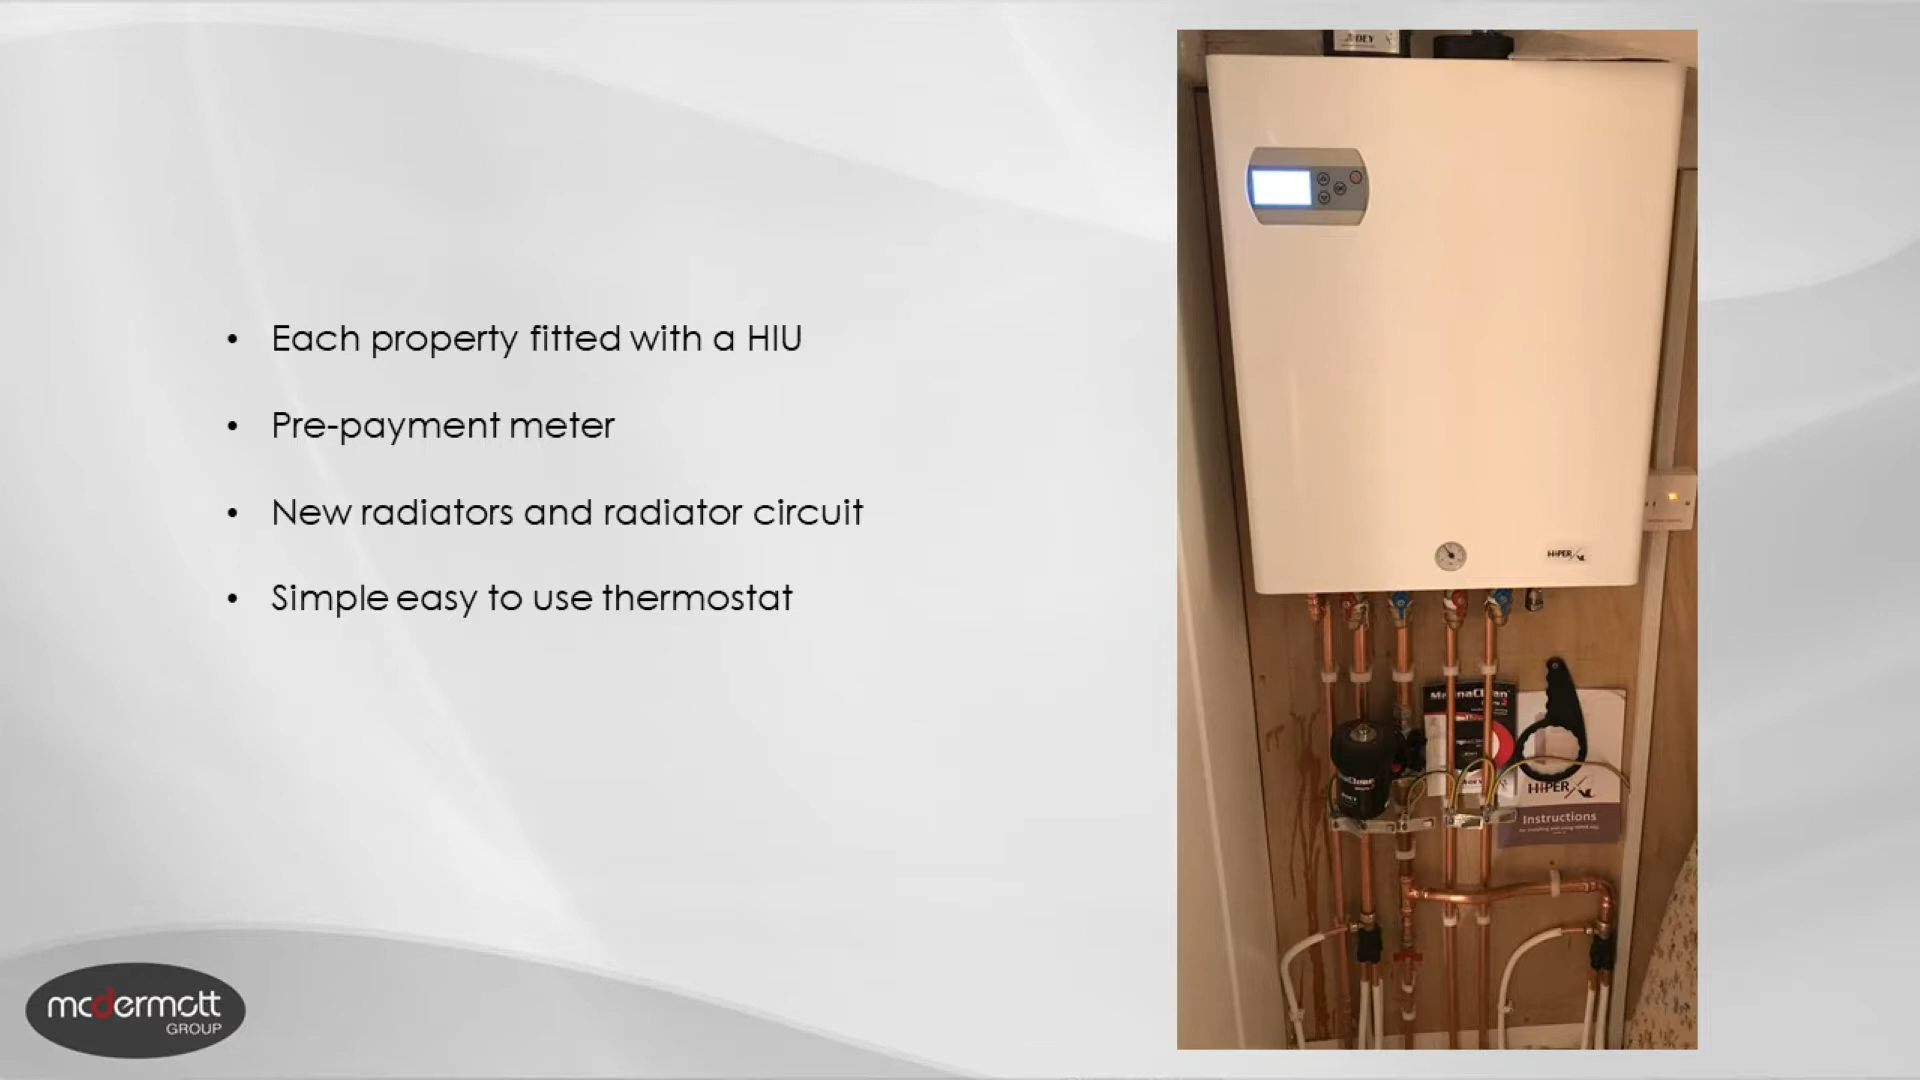 • Each property fitted with a HIU
• Pre-payment meter
• New radiators and radiator circuit
• Simple easy to use thermostat
HIPER
MagnaClean
HIPER
Instructions
mcdermott
GROUP